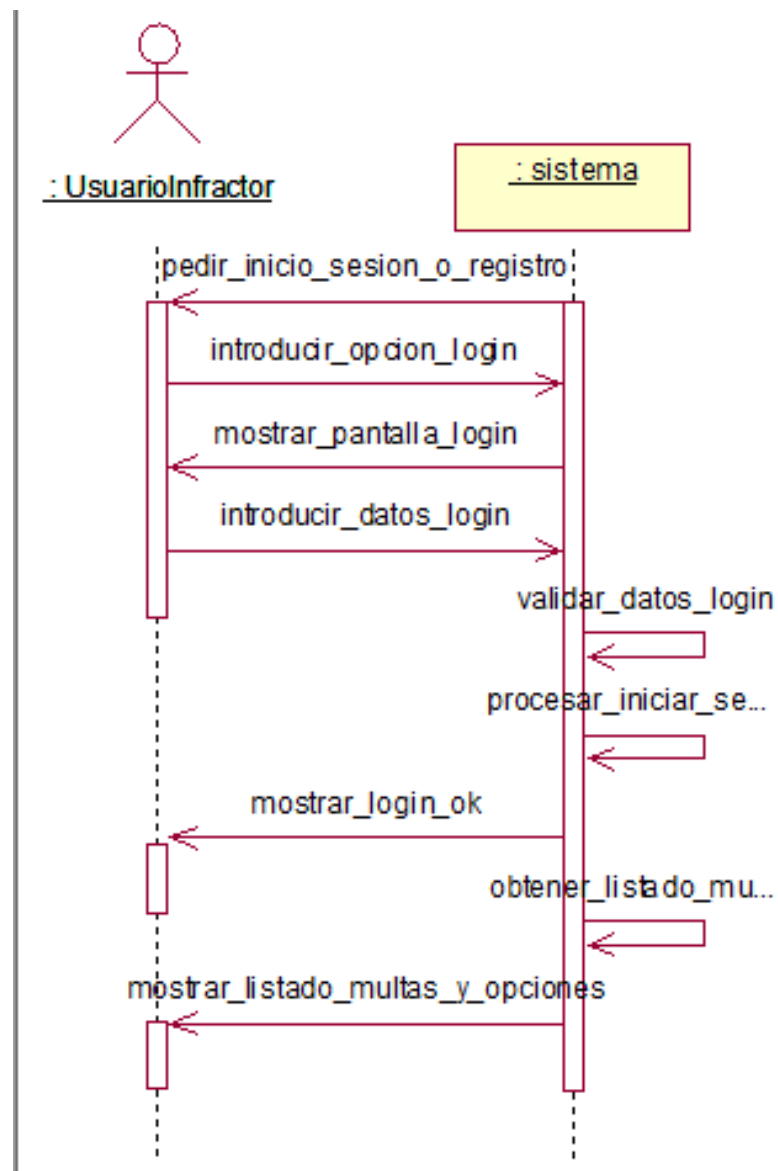 : UsuarioInfractor
: sistema
pedir_inicio_sesion_o_registro
introducir_opcion_login
mostrar_pantalla_login
introducir_datos_login
validar_datos_login
procesar_iniciar_se...
mostrar_login_ok
obtener_listado_mu...
mostrar_listado_multas_y_opciones